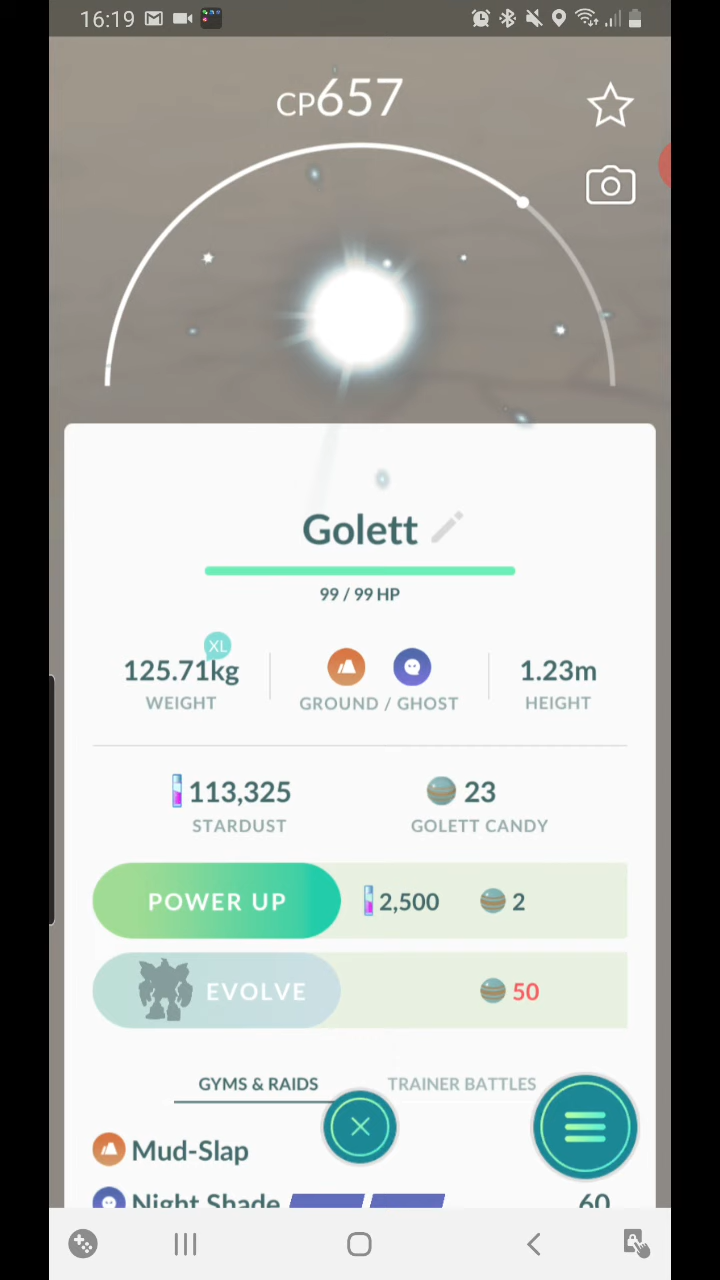 16:19
CP657
Golett
99 / 99 HP
XL
125.71kg
WEIGHT
GROUND / GHOST
1.23m
HEIGHT
113,325
STARDUST
23
GOLETT CANDY
POWER UP 2,500 2
EVOLVE 50
GYMS & RAIDS TRAINER BATTLES
Mud-Slap
Night Shade 60